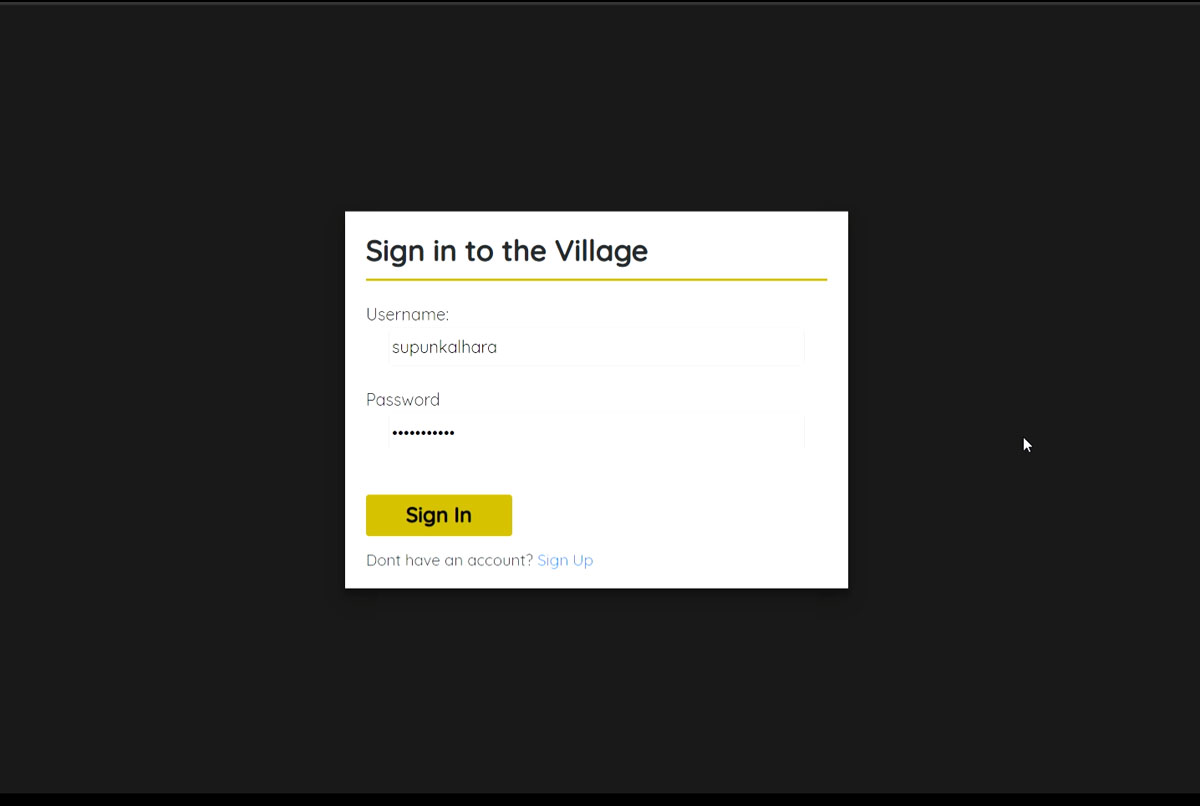 Sign in to the Village
Username:
supunkalhara
Password
•••••••••••
Sign In
Dont have an account? Sign Up